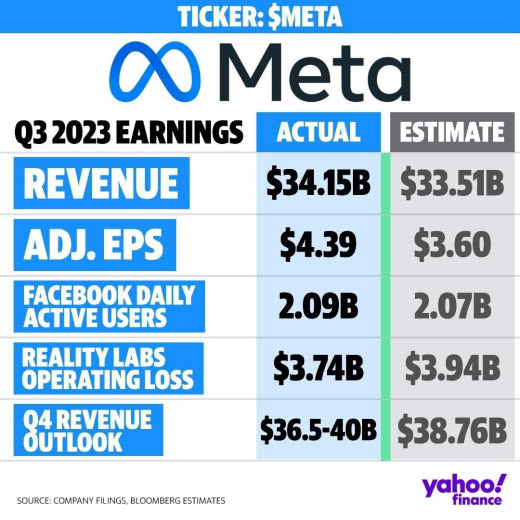 TICKER: $META
Meta
Q3 2023 EARNINGS ACTUAL ESTIMATE
REVENUE $34.15B $33.51B
ADJ. EPS $4.39 $3.60
FACEBOOK DAILY
ACTIVE USERS 2.09B 2.07B
REALITY LABS
OPERATING LOSS $3.74B $3.94B
Q4 REVENUE
OUTLOOK $36.5-40B $38.76B
yahoo!
finance
SOURCE: COMPANY FILINGS, BLOOMBERG ESTIMATES